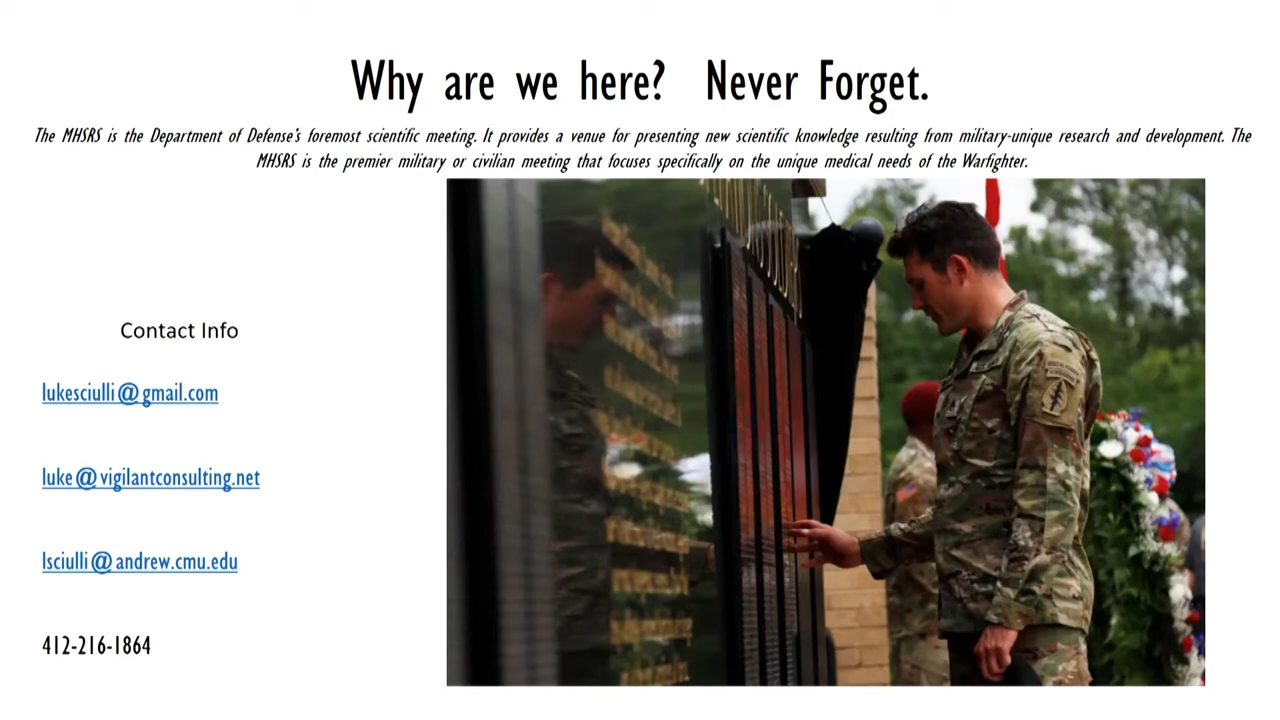 Why are we here? Never Forget.
The MHSRS is the Department of Defense's foremost scientific meeting. It provides a venue for presenting new scientific knowledge resulting from military-unique research and development. The
MHSRS is the premier military or civilian meeting that focuses specifically on the unique medical needs of the Warfighter.
Contact Info
lukesciulli@gmail.com
luke@vigilantconsulting.net
lsciulli@andrew.cmu.edu
412-216-1864